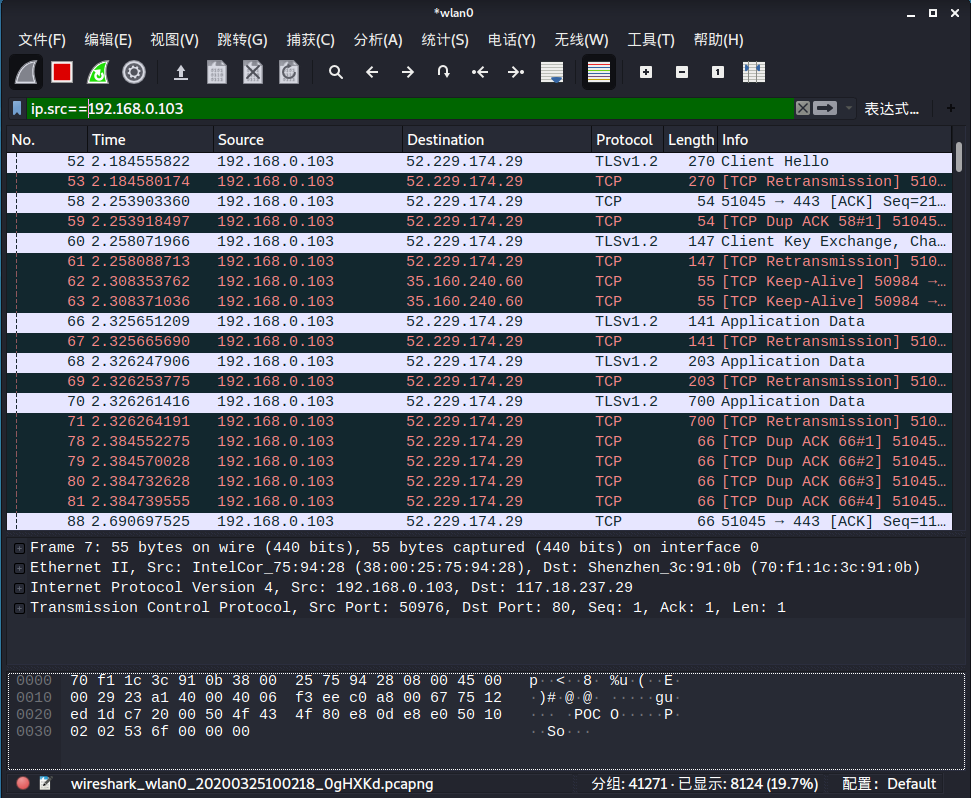 *wlan0
文件(F) 编辑(E) 视图(V) 跳转(G) 捕获(C) 分析(A) 统计(S) 电话(Y) 无线(W) 工具(T) 帮助(H)
ip.src==192.168.0.103 表达式…
No. Time Source Destination Protocol Length Info
52 2.184555822 192.168.0.103 52.229.174.29 TLSv1.2 270 Client Hello
53 2.184580174 192.168.0.103 52.229.174.29 TCP 270 [TCP Retransmission] 510…
58 2.253903360 192.168.0.103 52.229.174.29 TCP 54 51045 → 443 [ACK] Seq=21…
59 2.253918497 192.168.0.103 52.229.174.29 TCP 54 [TCP Dup ACK 58#1] 51045…
60 2.258071966 192.168.0.103 52.229.174.29 TLSv1.2 147 Client Key Exchange, Cha…
61 2.258088713 192.168.0.103 52.229.174.29 TCP 147 [TCP Retransmission] 510…
62 2.308353762 192.168.0.103 35.160.240.60 TCP 55 [TCP Keep-Alive] 50984 →…
63 2.308371036 192.168.0.103 35.160.240.60 TCP 55 [TCP Keep-Alive] 50984 →…
66 2.325651209 192.168.0.103 52.229.174.29 TLSv1.2 141 Application Data
67 2.325665690 192.168.0.103 52.229.174.29 TCP 141 [TCP Retransmission] 510…
68 2.326247906 192.168.0.103 52.229.174.29 TLSv1.2 203 Application Data
69 2.326253775 192.168.0.103 52.229.174.29 TCP 203 [TCP Retransmission] 510…
70 2.326261416 192.168.0.103 52.229.174.29 TLSv1.2 700 Application Data
71 2.326264191 192.168.0.103 52.229.174.29 TCP 700 [TCP Retransmission] 510…
78 2.384552275 192.168.0.103 52.229.174.29 TCP 66 [TCP Dup ACK 66#1] 51045…
79 2.384570028 192.168.0.103 52.229.174.29 TCP 66 [TCP Dup ACK 66#2] 51045…
80 2.384732628 192.168.0.103 52.229.174.29 TCP 66 [TCP Dup ACK 66#3] 51045…
81 2.384739555 192.168.0.103 52.229.174.29 TCP 66 [TCP Dup ACK 66#4] 51045…
88 2.690697525 192.168.0.103 52.229.174.29 TCP 66 51045 → 443 [ACK] Seq=11…
Frame 7: 55 bytes on wire (440 bits), 55 bytes captured (440 bits) on interface 0
Ethernet II, Src: IntelCor_75:94:28 (38:00:25:75:94:28), Dst: Shenzhen_3c:91:0b (70:f1:1c:3c:91:0b)
Internet Protocol Version 4, Src: 192.168.0.103, Dst: 117.18.237.29
Transmission Control Protocol, Src Port: 50976, Dst Port: 80, Seq: 1, Ack: 1, Len: 1
0000 70 f1 1c 3c 91 0b 38 00 25 75 94 28 08 00 45 00 p··<··8· %u·(··E·
0010 00 29 23 a1 40 00 40 06 f3 ee c0 a8 00 67 75 12 ·)#·@·@· ·····gu·
0020 ed 1d c7 20 00 50 4f 43 4f 80 e8 0d e8 e0 50 10 ··· ·POC O·····P·
0030 02 02 53 6f 00 00 00 ··So···
wireshark_wlan0_20200325100218_0gHXKd.pcapng 分组: 41271 · 已显示: 8124 (19.7%) 配置: Default